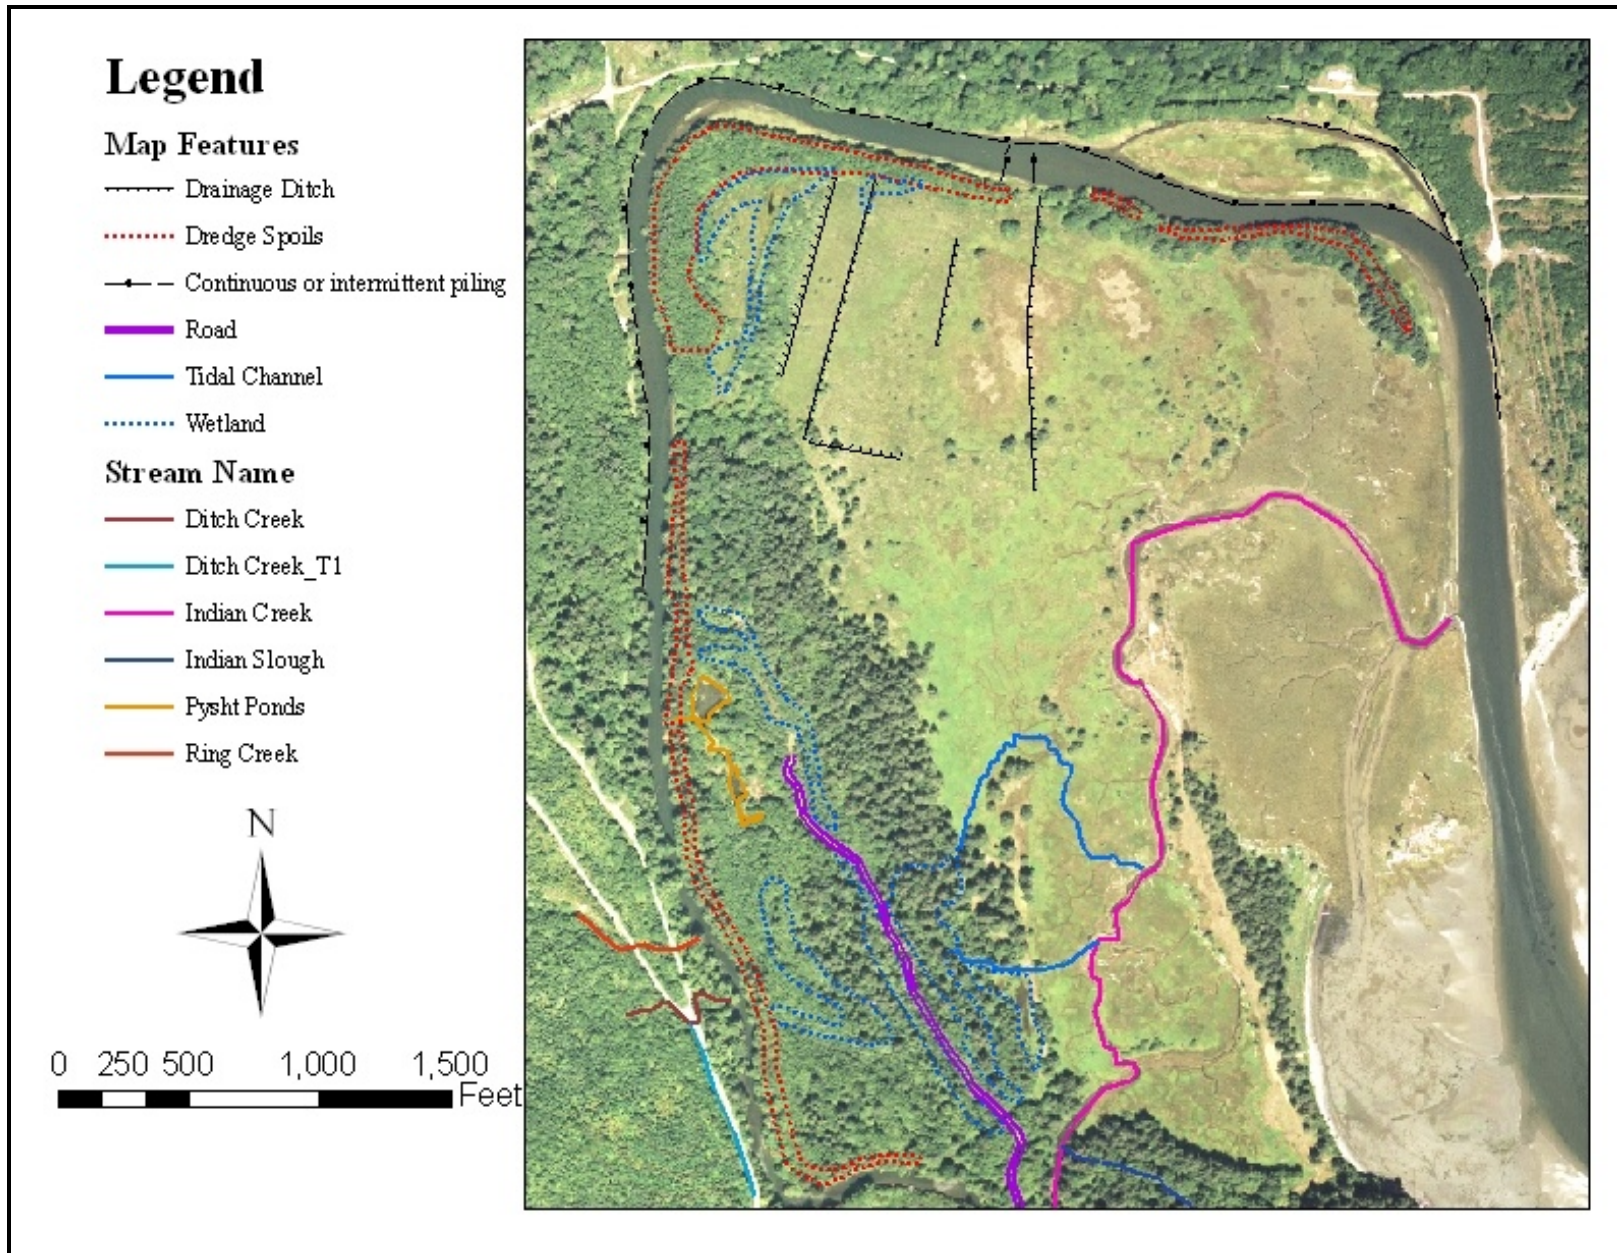 Legend
Map Features
Drainage Ditch
Dredge Spoils
Continuous or intermittent piling
Road
Tidal Channel
Wetland
Stream Name
Ditch Creek
Ditch Creek_T1
Indian Creek
Indian Slough
Pysht Ponds
Ring Creek
N
0 250 500 1,000 1,500
Feet